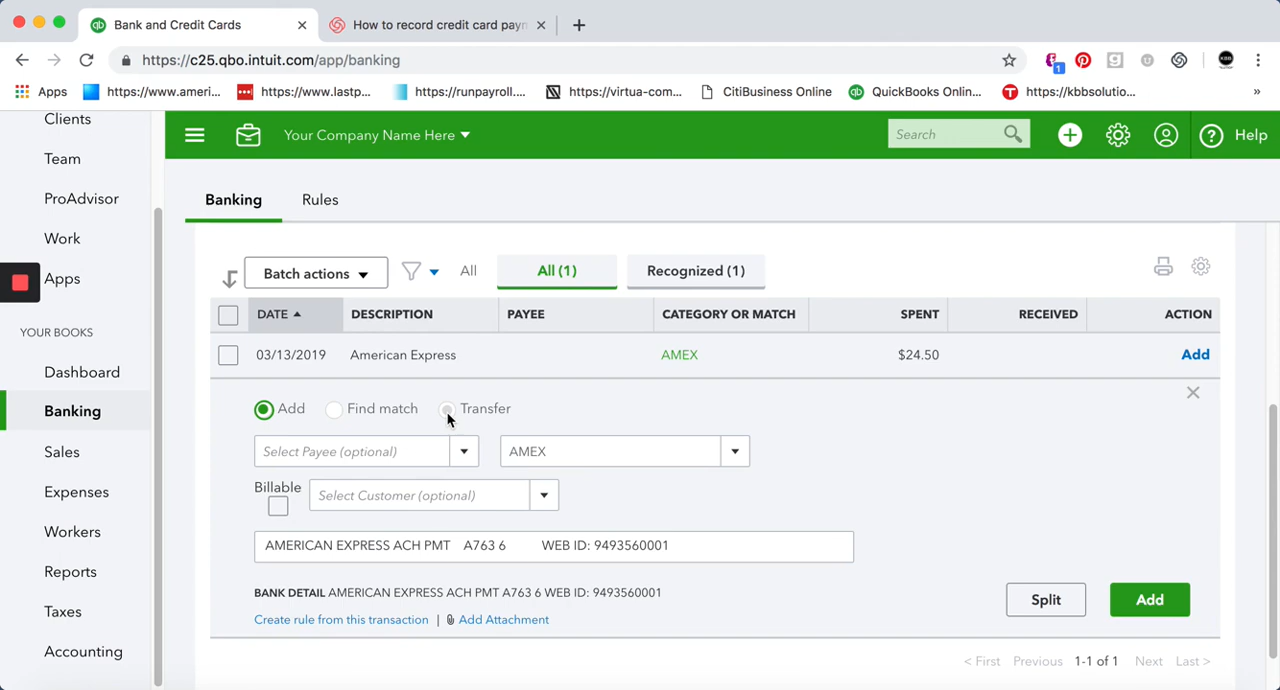 Bank and Credit Cards
How to record credit card payn
https://c25.qbo.intuit.com/app/banking
1
Apps
https://www.ameri...
https://www.lastp...
https://runpayroll....
https://virtua-com...
CitiBusiness Online
QuickBooks Onlin...
https://kbbsolutio...
»
Clients
Team
ProAdvisor
Work
Apps
YOUR BOOKS
Dashboard
Banking
Sales
Expenses
Workers
Reports
Taxes
Accounting
Your Company Name Here
Search
Help
Banking
Rules
Batch actions
All
All (1)
Recognized (1)
DATE DESCRIPTION PAYEE CATEGORY OR MATCH SPENT RECEIVED ACTION
03/13/2019 American Express AMEX $24.50 Add
Add Find match Transfer
Select Payee (optional) AMEX
Billable
Select Customer (optional)
AMERICAN EXPRESS ACH PMT A763 6 WEB ID: 9493560001
BANK DETAIL AMERICAN EXPRESS ACH PMT A763 6 WEB ID: 9493560001
Create rule from this transaction | Add Attachment
Split
Add
< First Previous 1-1 of 1 Next Last >